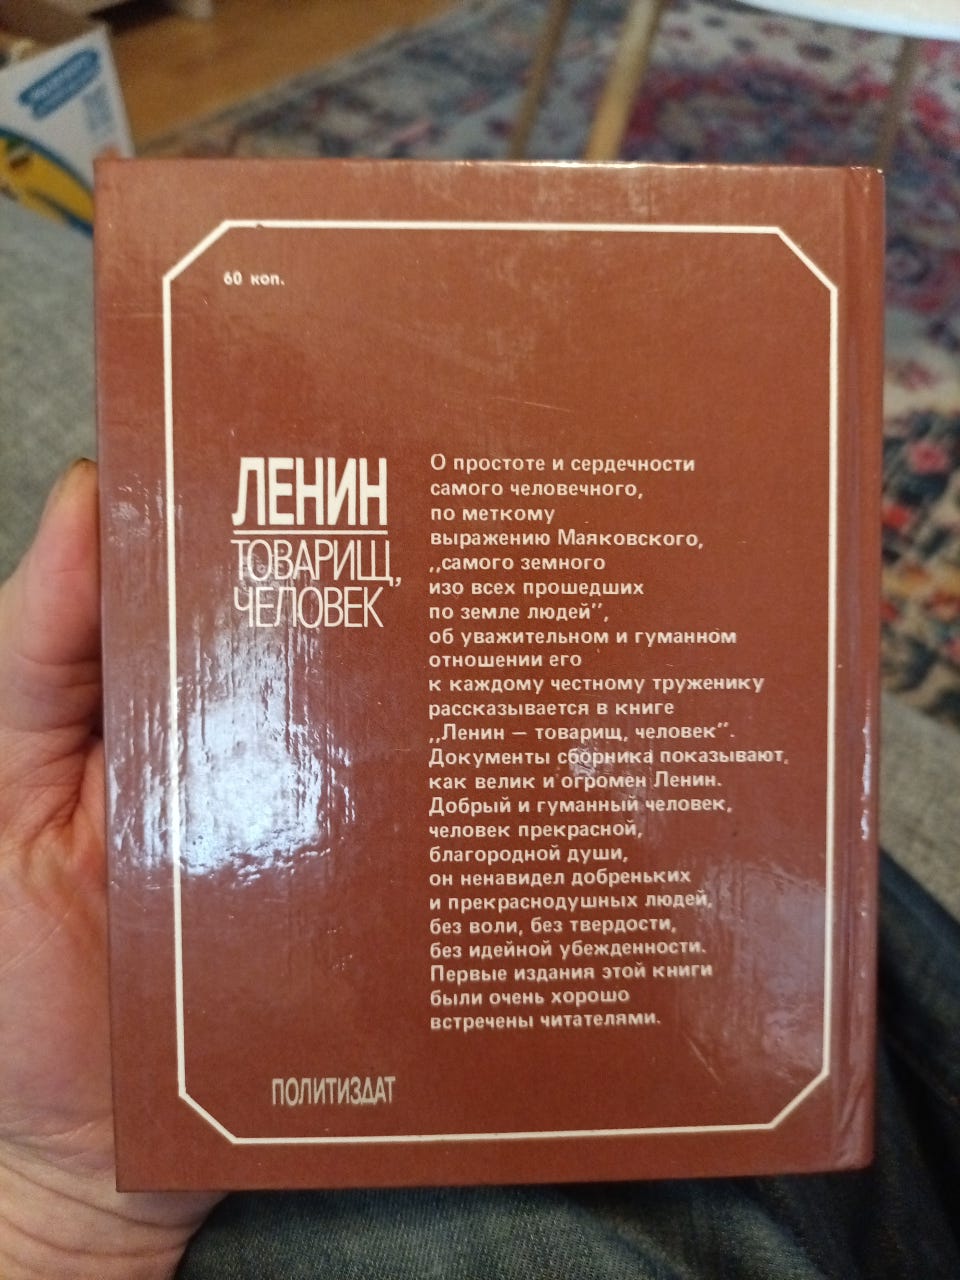 60 коп.
ЛЕНИН
ТОВАРИЩ,
ЧЕЛОВЕК
О простоте и сердечности
самого человечного,
по меткому
выражению Маяковского,
,,самого земного
изо всех прошедших
по земле людей”,
об уважительном и гуманном
отношении его
к каждому честному труженику
рассказывается в книге
,,Ленин — товарищ, человек”.
Документы сборника показывают,
как велик и огромен Ленин.
Добрый и гуманный человек,
человек прекрасной,
благородной души,
он ненавидел добреньких
и прекраснодушных людей,
без воли, без твердости,
без идейной убежденности.
Первые издания этой книги
были очень хорошо
встречены читателями.
ПОЛИТИЗДАТ